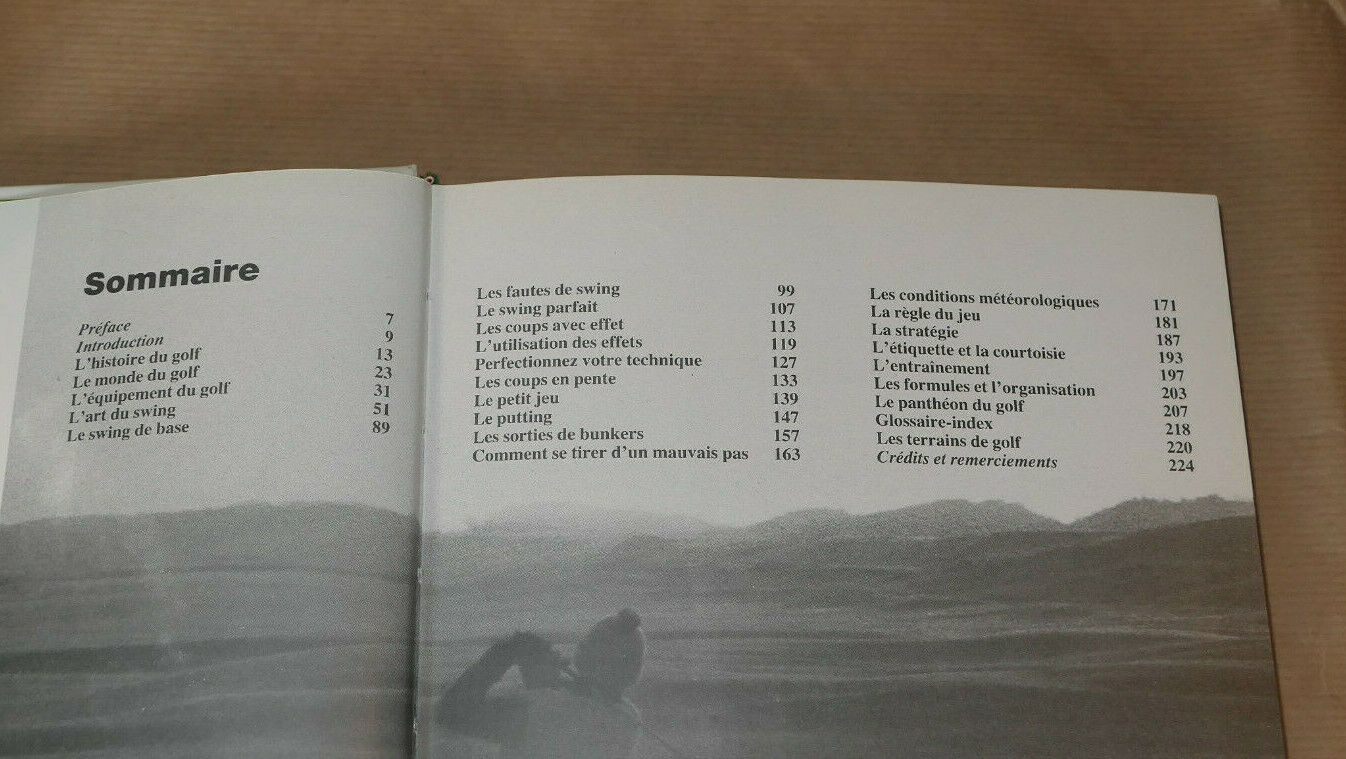 Sommaire
Préface 7
Introduction 9
L'histoire du golf 13
Le monde du golf 23
L'équipement du golf 31
L'art du swing 51
Le swing de base 89
Les fautes de swing 99
Le swing parfait 107
Les coups avec effet 113
L'utilisation des effets 119
Perfectionnez votre technique 127
Les coups en pente 133
Le petit jeu 139
Le putting 147
Les sorties de bunkers 157
Comment se tirer d'un mauvais pas 163
Les conditions météorologiques 171
La règle du jeu 181
La stratégie 187
L'étiquette et la courtoisie 193
L'entraînement 197
Les formules et l'organisation 203
Le panthéon du golf 207
Glossaire-index 218
Les terrains de golf 220
Crédits et remerciements 224